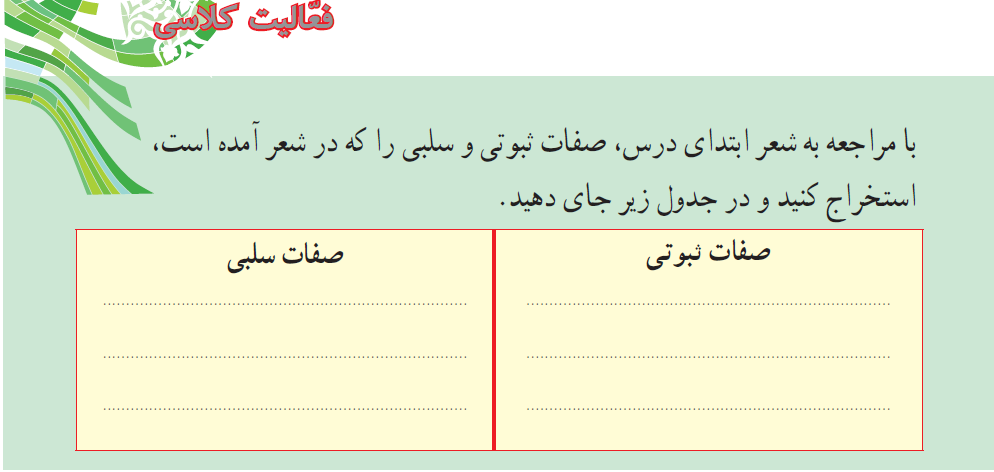 فعّالیت کلاسی
با مراجعه به شعر ابتدای درس، صفات ثبوتی و سلبی را که در شعر آمده است،
استخراج کنید و در جدول زیر جای دهید.
صفات ثبوتی
صفات سلبی